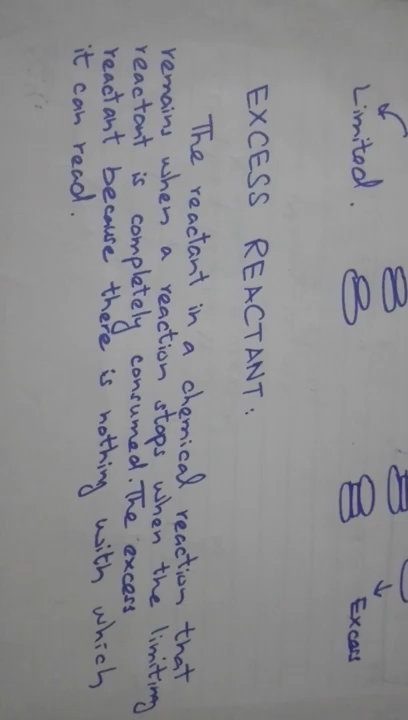 Limited.
Excess
EXCESS REACTANT:
The reactant in a chemical reaction that
remains when a reaction stops when the limiting
reactant is completely consumed. The excess
reactant because there is nothing with which
it can read.